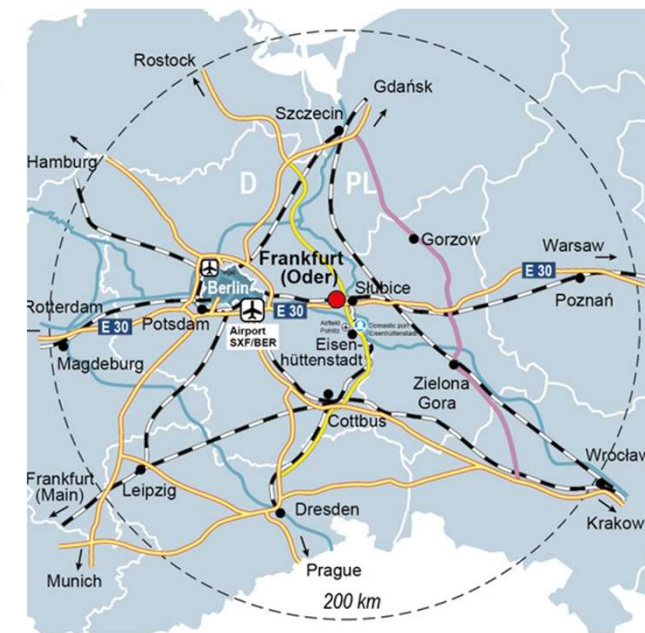 Rostock
Gdańsk
Szczecin
Hamburg
D
PL
Gorzow
Frankfurt
(Oder)
Warsaw
E 30
Berlin
Słubice
Poznań
Rotterdam
E 30
Potsdam
E 30
Airport
SXF/BER
Airfield
Domestic port
Eisenhüttenstadt
Eisen-
hüttenstadt
Magdeburg
Zielona
Gora
Cottbus
Wrocław
Frankfurt
(Main)
Leipzig
Dresden
Krakow
Munich
Prague
200 km